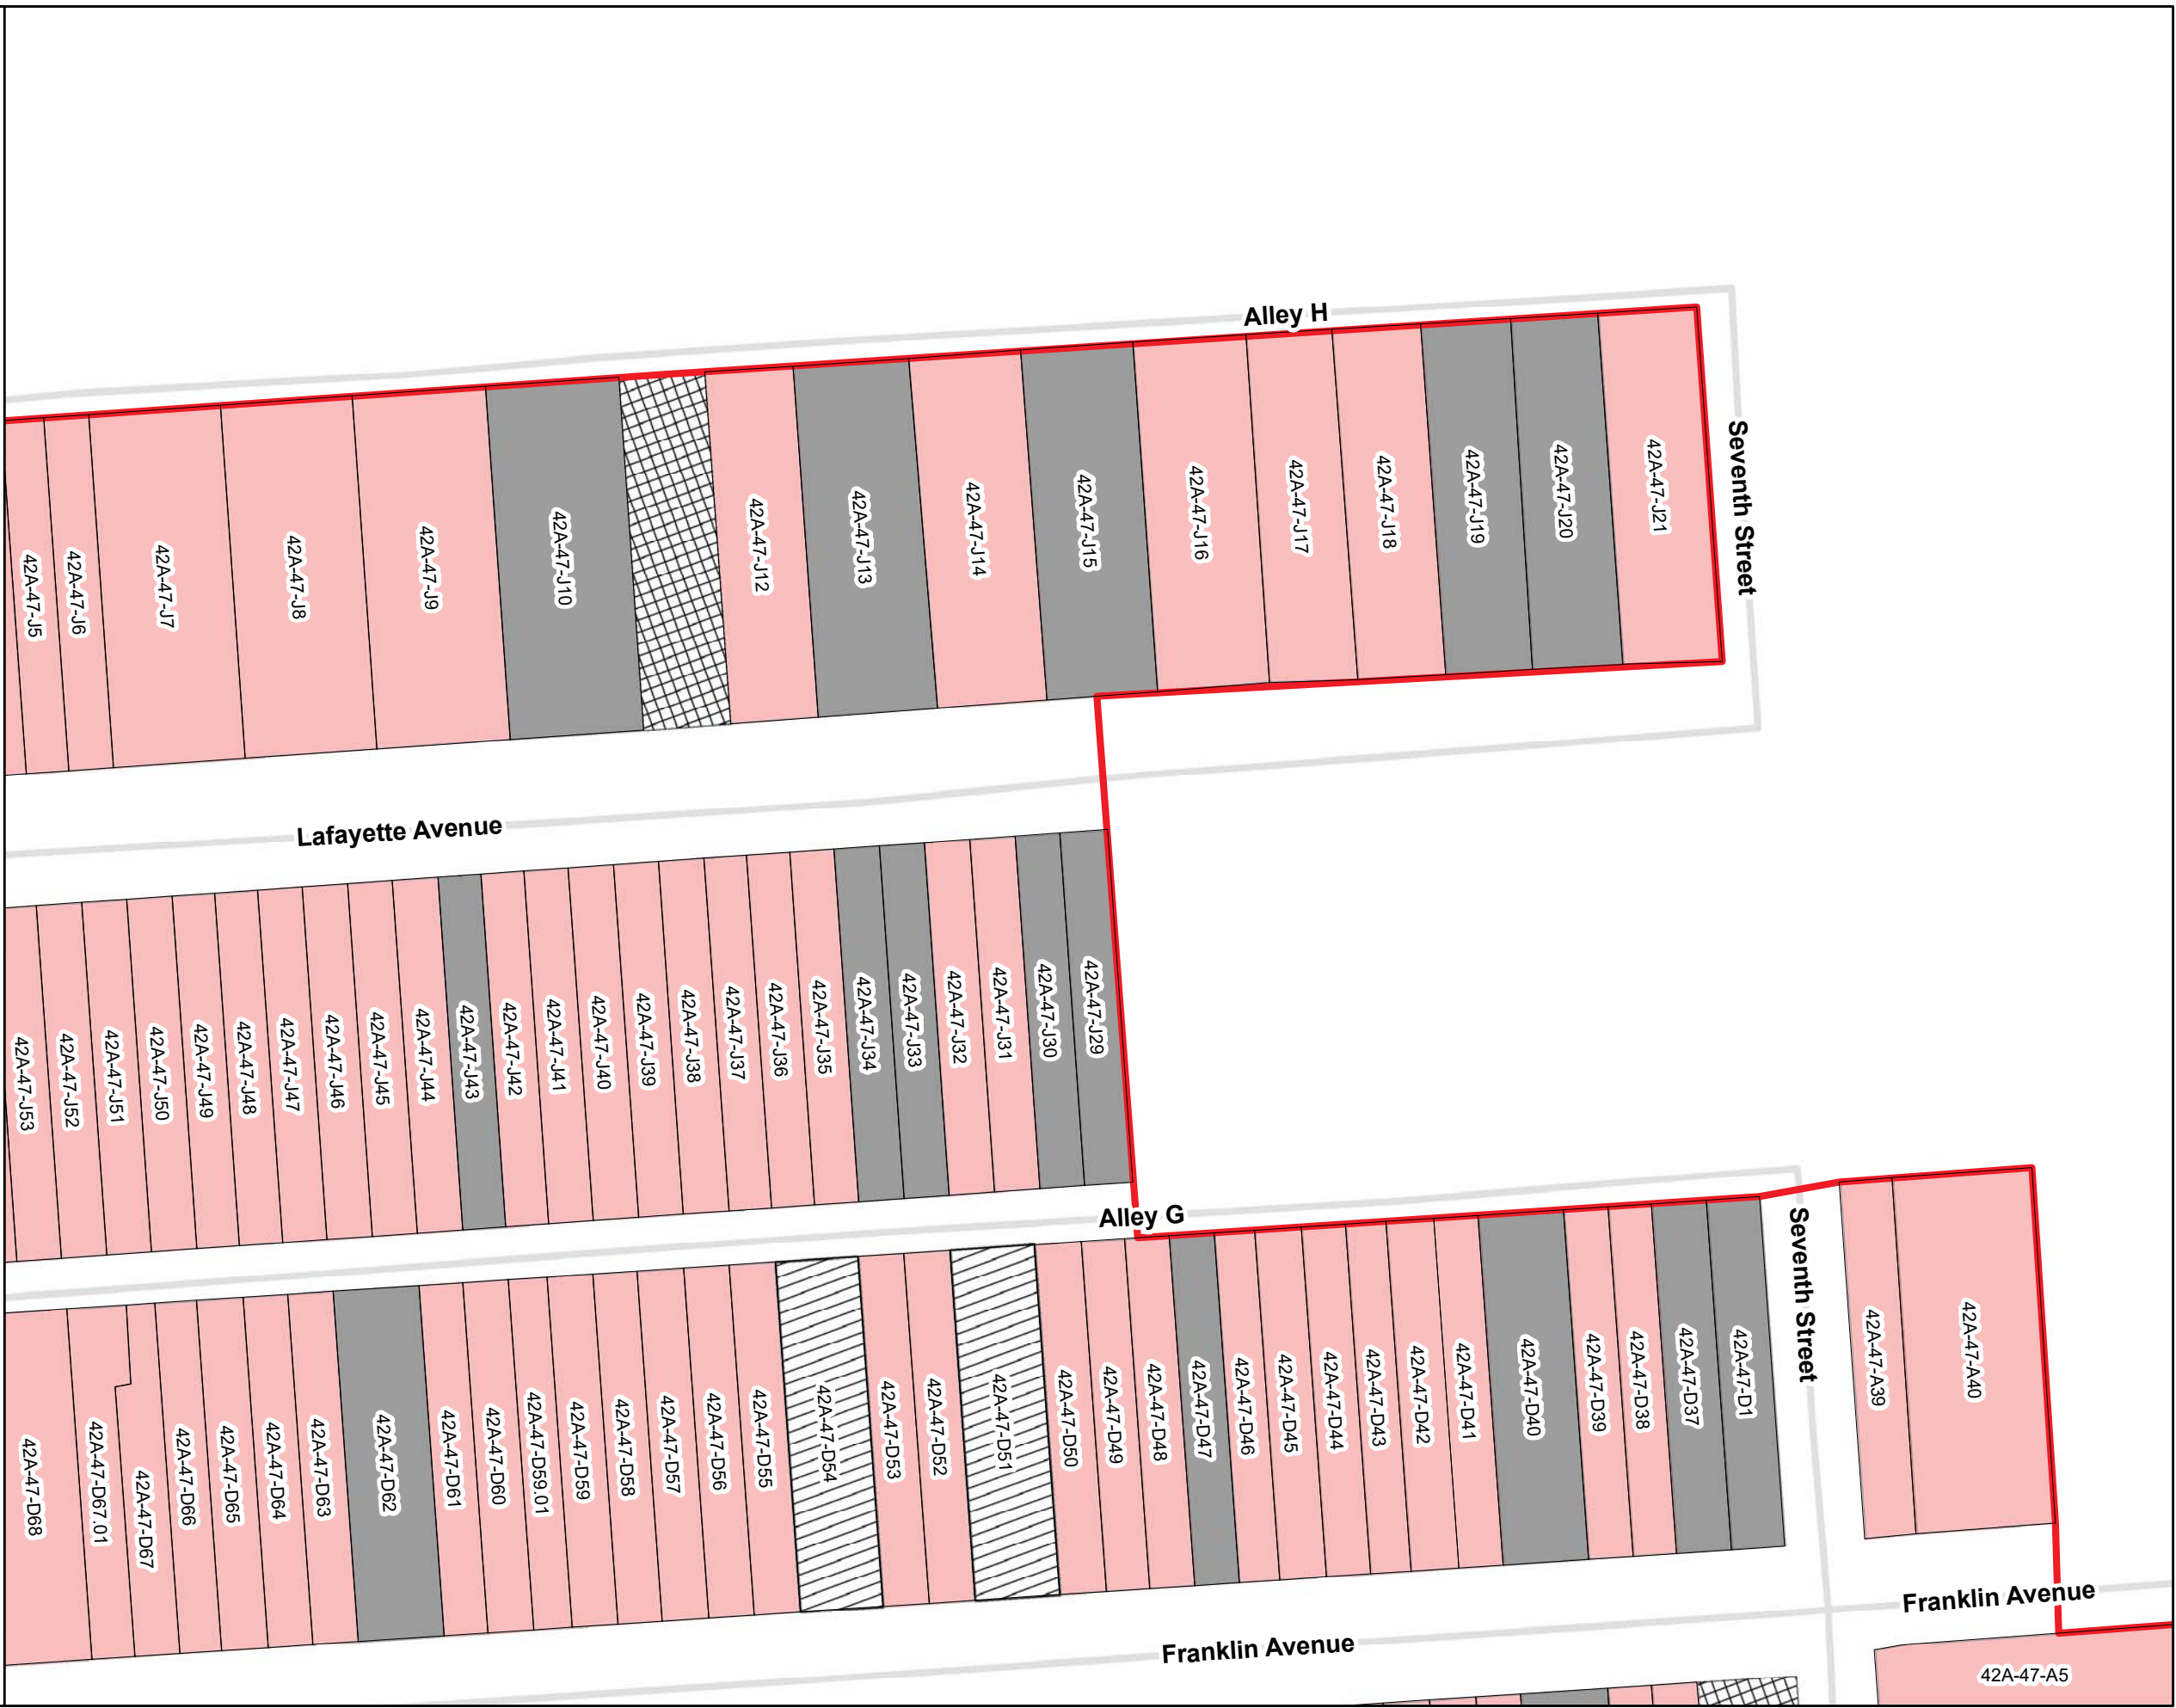 Alley H
Seventh Street
42A-47-J5
42A-47-J6
42A-47-J7
42A-47-J8
42A-47-J9
42A-47-J10
42A-47-J12
42A-47-J13
42A-47-J14
42A-47-J15
42A-47-J16
42A-47-J17
42A-47-J18
42A-47-J19
42A-47-J20
42A-47-J21
Lafayette Avenue
42A-47-J53
42A-47-J52
42A-47-J51
42A-47-J50
42A-47-J49
42A-47-J48
42A-47-J47
42A-47-J46
42A-47-J45
42A-47-J44
42A-47-J43
42A-47-J42
42A-47-J41
42A-47-J40
42A-47-J39
42A-47-J38
42A-47-J37
42A-47-J36
42A-47-J35
42A-47-J34
42A-47-J33
42A-47-J32
42A-47-J31
42A-47-J30
42A-47-J29
Alley G
Seventh Street
42A-47-D68
42A-47-D67.01
42A-47-D67
42A-47-D66
42A-47-D65
42A-47-D64
42A-47-D63
42A-47-D62
42A-47-D61
42A-47-D60
42A-47-D59.01
42A-47-D59
42A-47-D58
42A-47-D57
42A-47-D56
42A-47-D55
42A-47-D54
42A-47-D53
42A-47-D52
42A-47-D51
42A-47-D50
42A-47-D49
42A-47-D48
42A-47-D47
42A-47-D46
42A-47-D45
42A-47-D44
42A-47-D43
42A-47-D42
42A-47-D41
42A-47-D40
42A-47-D39
42A-47-D38
42A-47-D37
42A-47-D1
42A-47-A39
42A-47-A40
Franklin Avenue
Franklin Avenue
42A-47-A5